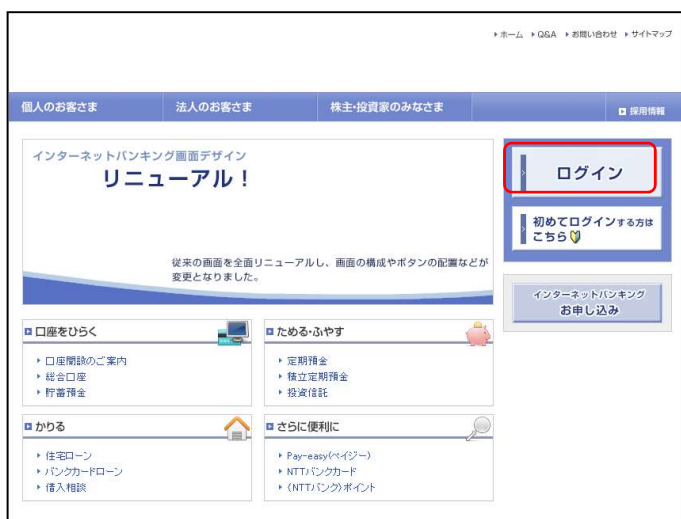 ホーム Q&A お問い合わせ サイトマップ
個人のお客さま 法人のお客さま 株主・投資家のみなさま 採用情報
インターネットバンキング画面デザイン
リニューアル！
従来の画面を全面リニューアルし、画面の構成やボタンの配置などが
変更となりました。
ログイン
初めてログインする方は
こちら
インターネットバンキング
お申し込み
口座をひらく
口座開設のご案内
総合口座
貯蓄預金
ためる・ふやす
定期預金
積立定期預金
投資信託
かりる
住宅ローン
バンクカードローン
借入相談
さらに便利に
Pay-easy(ペイジー)
NTTバンクカード
〈NTTバンク〉ポイント